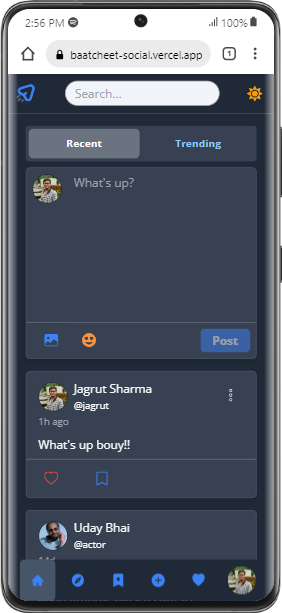 2:56 PM
100%
baatcheet-social.vercel.app
1
Search...
Recent
Trending
What's up?
Post
Jagrut Sharma
@jagrut
1h ago
What's up bouy!!
Uday Bhai
@actor